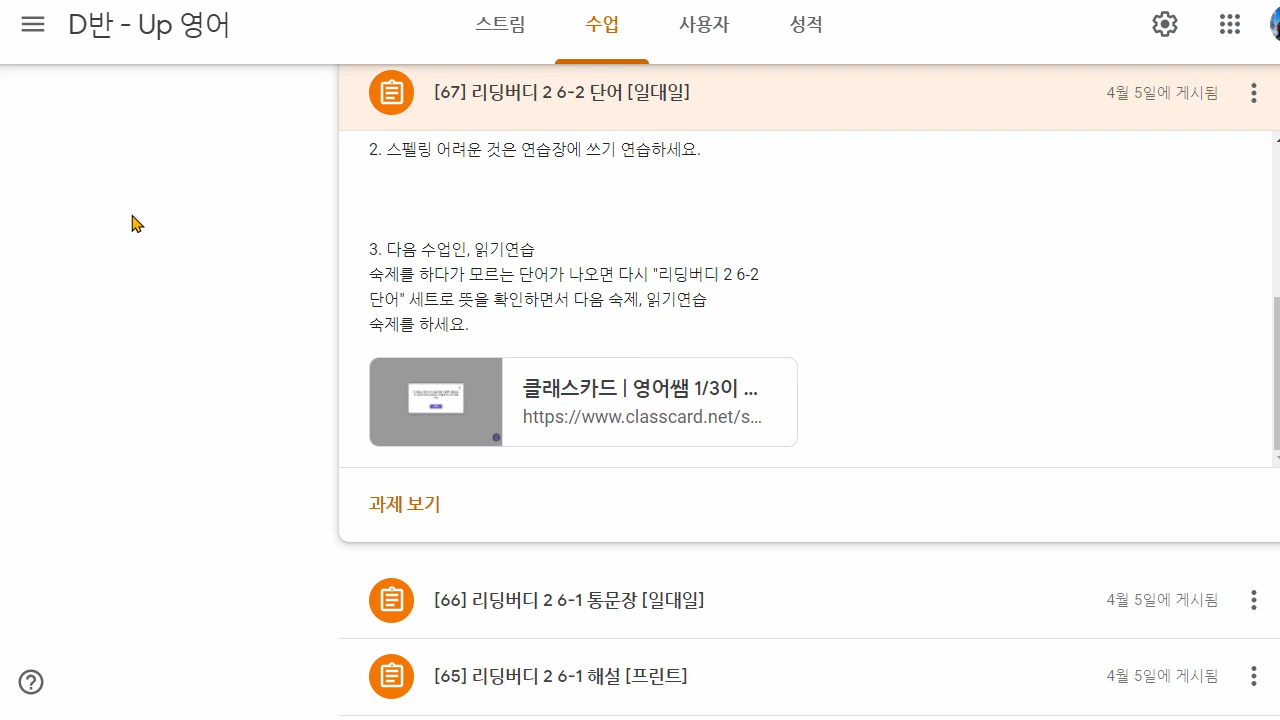 D반 - Up 영어
스트림
수업
사용자
성적
[67] 리딩버디 2 6-2 단어 [일대일]
4월 5일에 게시됨
2. 스펠링 어려운 것은 연습장에 쓰기 연습하세요.
3. 다음 수업인, 읽기연습
숙제를 하다가 모르는 단어가 나오면 다시 "리딩버디 2 6-2
단어" 세트로 뜻을 확인하면서 다음 숙제, 읽기연습
숙제를 하세요.
클래스카드 | 영어쌤 1/3이 ...
https://www.classcard.net/s...
과제 보기
[66] 리딩버디 2 6-1 통문장 [일대일]
4월 5일에 게시됨
[65] 리딩버디 2 6-1 해설 [프린트]
4월 5일에 게시됨